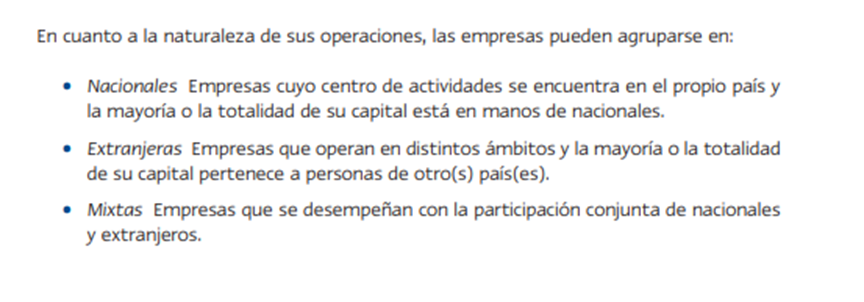 En cuanto a la naturaleza de sus operaciones, las empresas pueden agruparse en:
• Nacionales Empresas cuyo centro de actividades se encuentra en el propio país y
la mayoría o la totalidad de su capital está en manos de nacionales.
• Extranjeras Empresas que operan en distintos ámbitos y la mayoría o la totalidad
de su capital pertenece a personas de otro(s) país(es).
• Mixtas Empresas que se desempeñan con la participación conjunta de nacionales
y extranjeros.